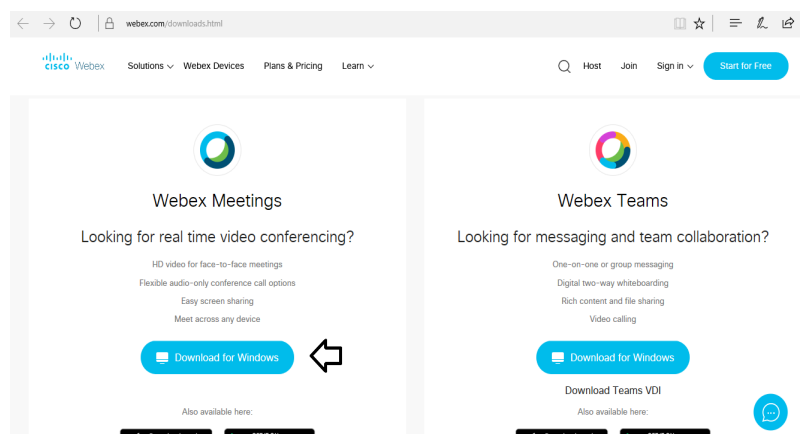 webex.com/downloads.html
CISCO Webex Solutions Webex Devices Plans & Pricing Learn Host Join Sign in Start for Free
Webex Meetings
Looking for real time video conferencing?
HD video for face-to-face meetings
Flexible audio-only conference call options
Easy screen sharing
Meet across any device
Download for Windows
Also available here:
Webex Teams
Looking for messaging and team collaboration?
One-on-one or group messaging
Digital two-way whiteboarding
Rich content and file sharing
Video calling
Download for Windows
Download Teams VDI
Also available here: